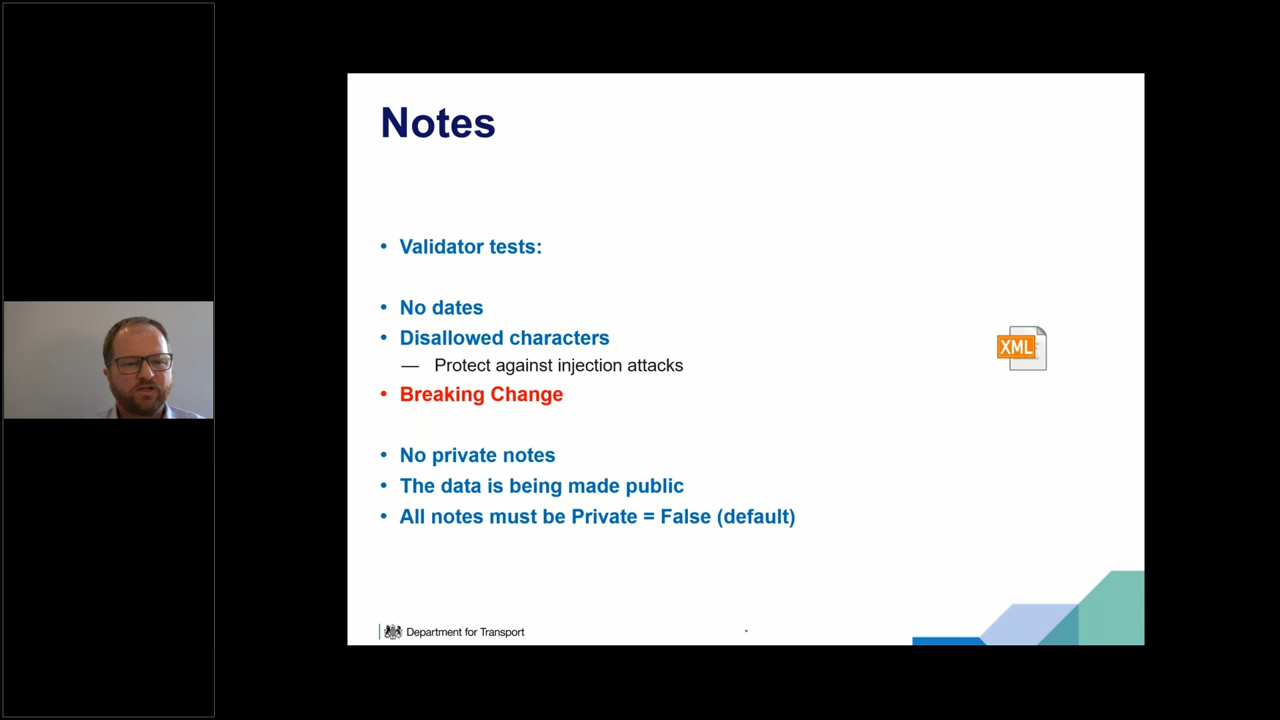 Notes
• Validator tests:
• No dates
• Disallowed characters
— Protect against injection attacks
• Breaking Change
• No private notes
• The data is being made public
• All notes must be Private = False (default)
XML
Department for Transport